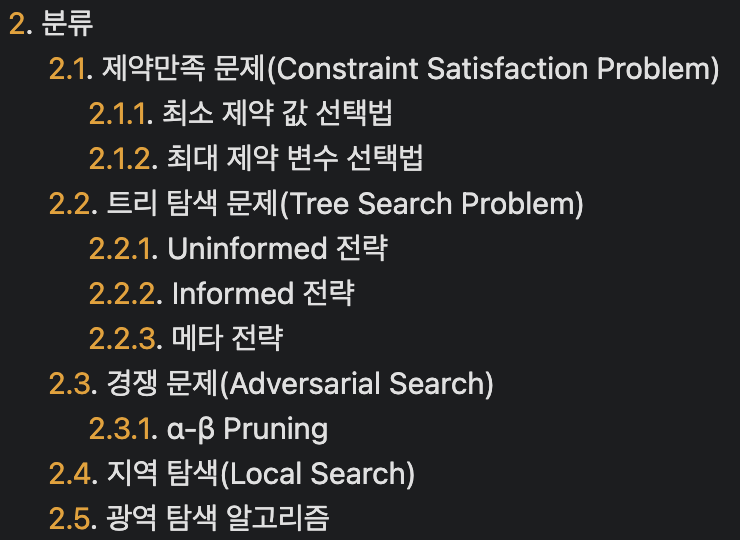 2. 분류
2.1. 제약만족 문제(Constraint Satisfaction Problem)
2.1.1. 최소 제약 값 선택법
2.1.2. 최대 제약 변수 선택법
2.2. 트리 탐색 문제(Tree Search Problem)
2.2.1. Uninformed 전략
2.2.2. Informed 전략
2.2.3. 메타 전략
2.3. 경쟁 문제(Adversarial Search)
2.3.1. α-β Pruning
2.4. 지역 탐색(Local Search)
2.5. 광역 탐색 알고리즘